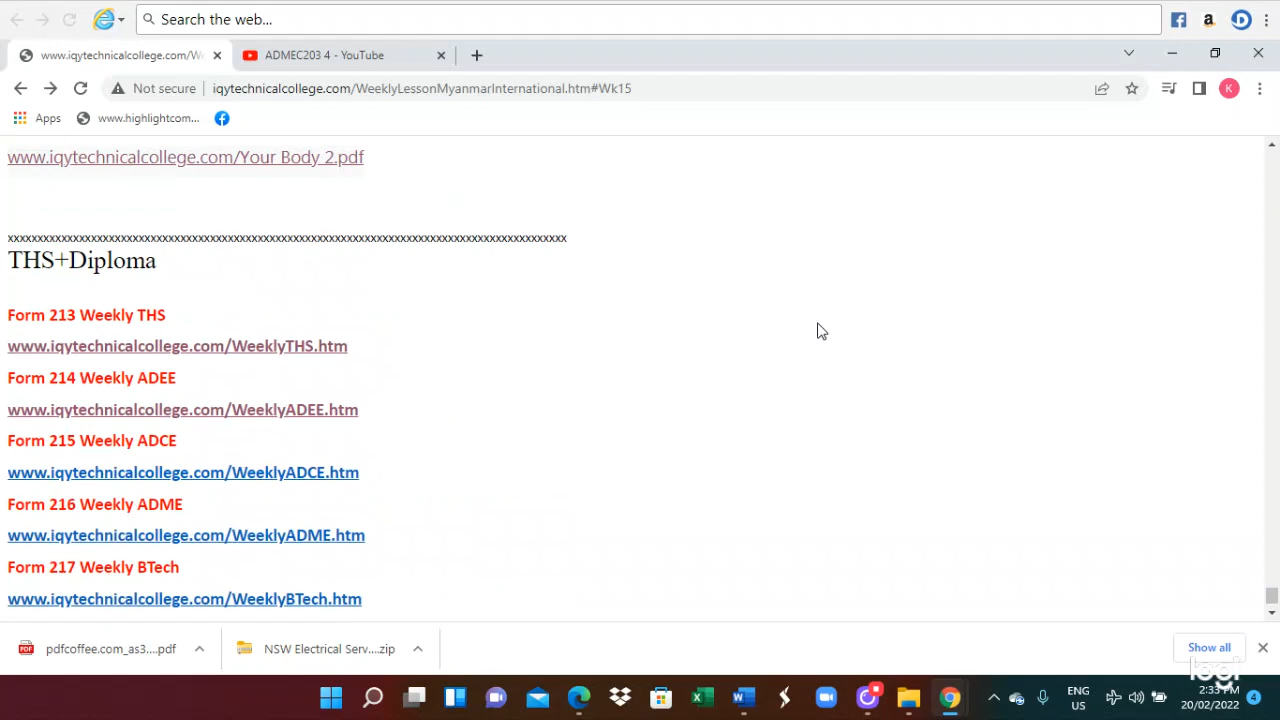 Search the web...
www.iqytechnicalcollege.com/We
ADMEC203 4 - YouTube
Not secure
iqytechnicalcollege.com/WeeklyLessonMyanmarInternational.htm#Wk15
K
Apps
www.highlightcom...
www.iqytechnicalcollege.com/Your Body 2.pdf
xxxxxxxxxxxxxxxxxxxxxxxxxxxxxxxxxxxxxxxxxxxxxxxxxxxxxxxxxxxxxxxxxxxxxxxxxxxxxxxxxxxxxxxxxxxxx
THS+Diploma
Form 213 Weekly THS
www.iqytechnicalcollege.com/WeeklyTHS.htm
Form 214 Weekly ADEE
www.iqytechnicalcollege.com/WeeklyADEE.htm
Form 215 Weekly ADCE
www.iqytechnicalcollege.com/WeeklyADCE.htm
Form 216 Weekly ADME
www.iqytechnicalcollege.com/WeeklyADME.htm
Form 217 Weekly BTech
www.iqytechnicalcollege.com/WeeklyBTech.htm
pdfcoffee.com_as3....pdf
NSW Electrical Serv....zip
Show all
logi
ENG
US
2:33 PM
20/02/2022
4